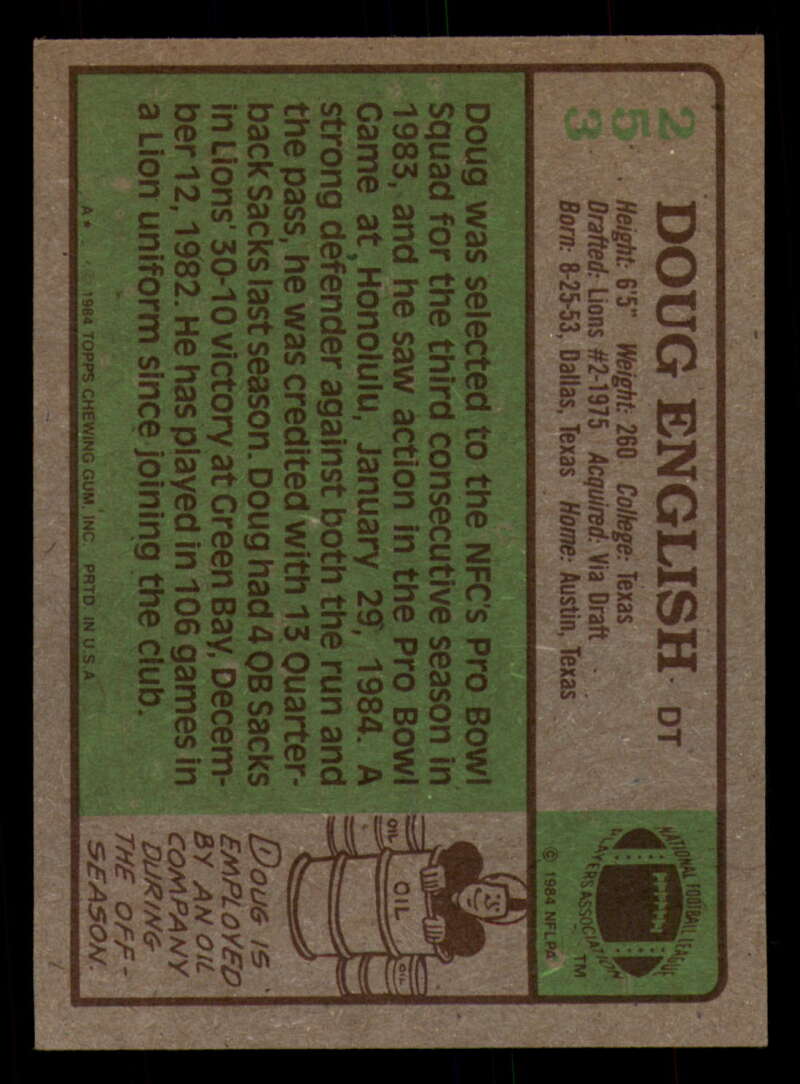 253
DOUG ENGLISH · DT
Height: 6'5" Weight: 260 College: Texas
Drafted: Lions #2-1975 Acquired: Via Draft
Born: 8-25-53, Dallas, Texas Home: Austin, Texas
NATIONAL FOOTBALL LEAGUE
PLAYERS ASSOCIATION
TM
© 1984 NFLPA
Doug was selected to the NFC's Pro Bowl
Squad for the third consecutive season in
1983, and he saw action in the Pro Bowl
Game at Honolulu, January 29, 1984. A
strong defender against both the run and
the pass, he was credited with 13 Quarter-
back Sacks last season. Doug had 4 QB Sacks
in Lions' 30-10 victory at Green Bay, Decem-
ber 12, 1982. He has played in 106 games in
a Lion uniform since joining the club.
A* © 1984 TOPPS CHEWING GUM, INC. PRTD. IN U.S.A.
OIL
OIL
OIL
DOUG IS
EMPLOYED
BY AN OIL
COMPANY
DURING
THE OFF-
SEASON.